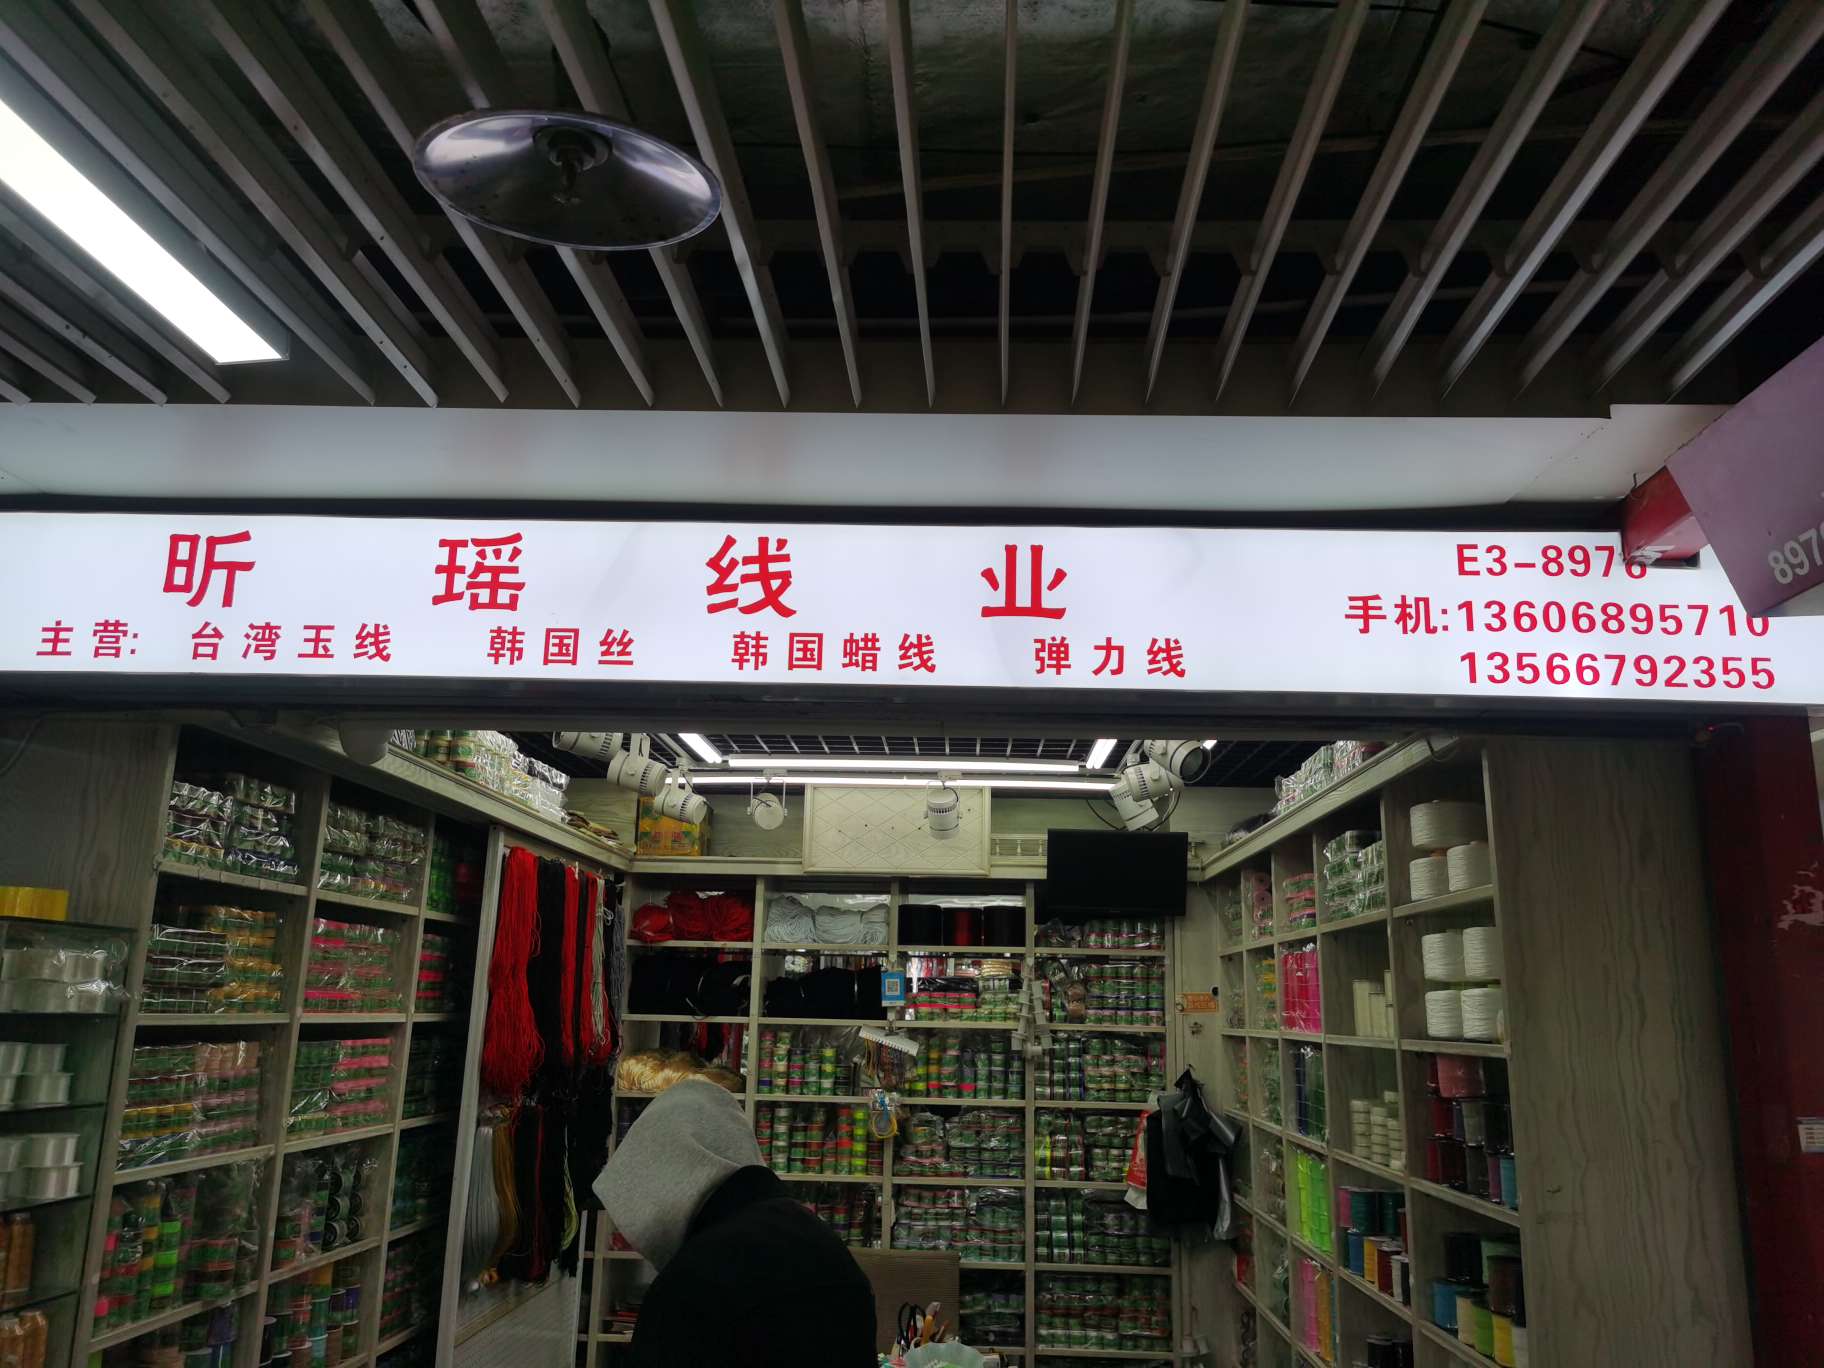 昕瑶线业
主营: 台湾玉线 韩国丝 韩国蜡线 弹力线
E3-8976
手机:13606895710
13566792355